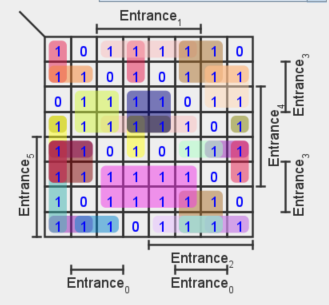 Entrance₁
1 0 1 1 1 1 1 0
1 1 0 1 0 1 1 1
0 1 1 1 1 0 1 1
1 1 1 1 1 1 0 1
1 1 0 1 0 1 1 1
1 1 1 1 1 1 0 1
1 0 1 1 1 1 1 0
1 1 1 0 1 1 1 1
Entrance₃
Entrance₄
Entrance₅
Entrance₃
Entrance₂
Entrance₀
Entrance₀